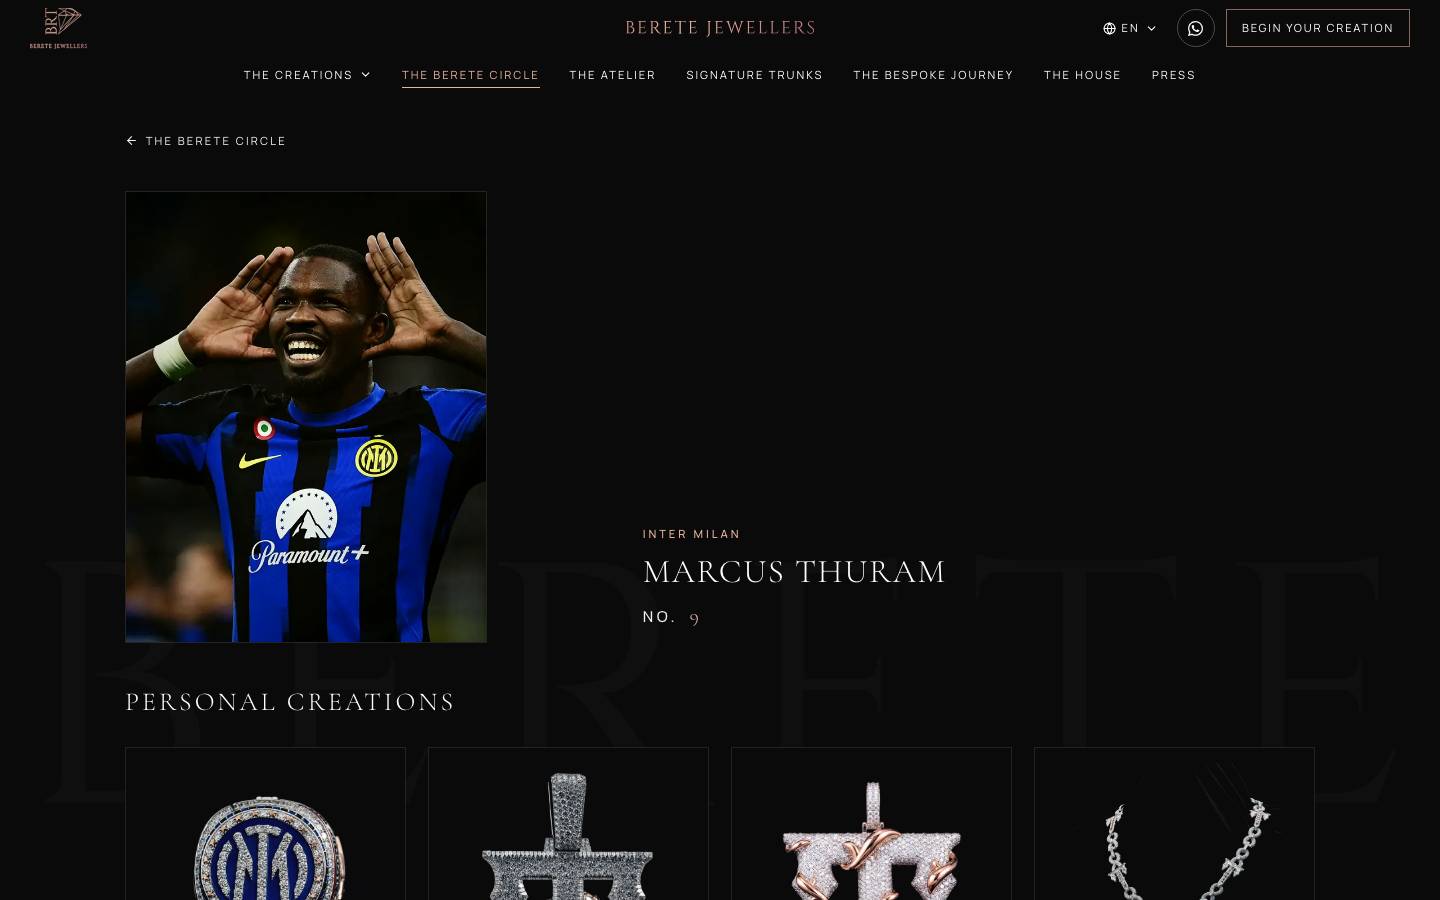 BRT
BERETE JEWELLERS
BERETE JEWELLERS
EN
BEGIN YOUR CREATION
THE CREATIONS
THE BERETE CIRCLE
THE ATELIER
SIGNATURE TRUNKS
THE BESPOKE JOURNEY
THE HOUSE
PRESS
THE BERETE CIRCLE
Paramount+
INTER MILAN
MARCUS THURAM
NO. 9
BERETE
PERSONAL CREATIONS